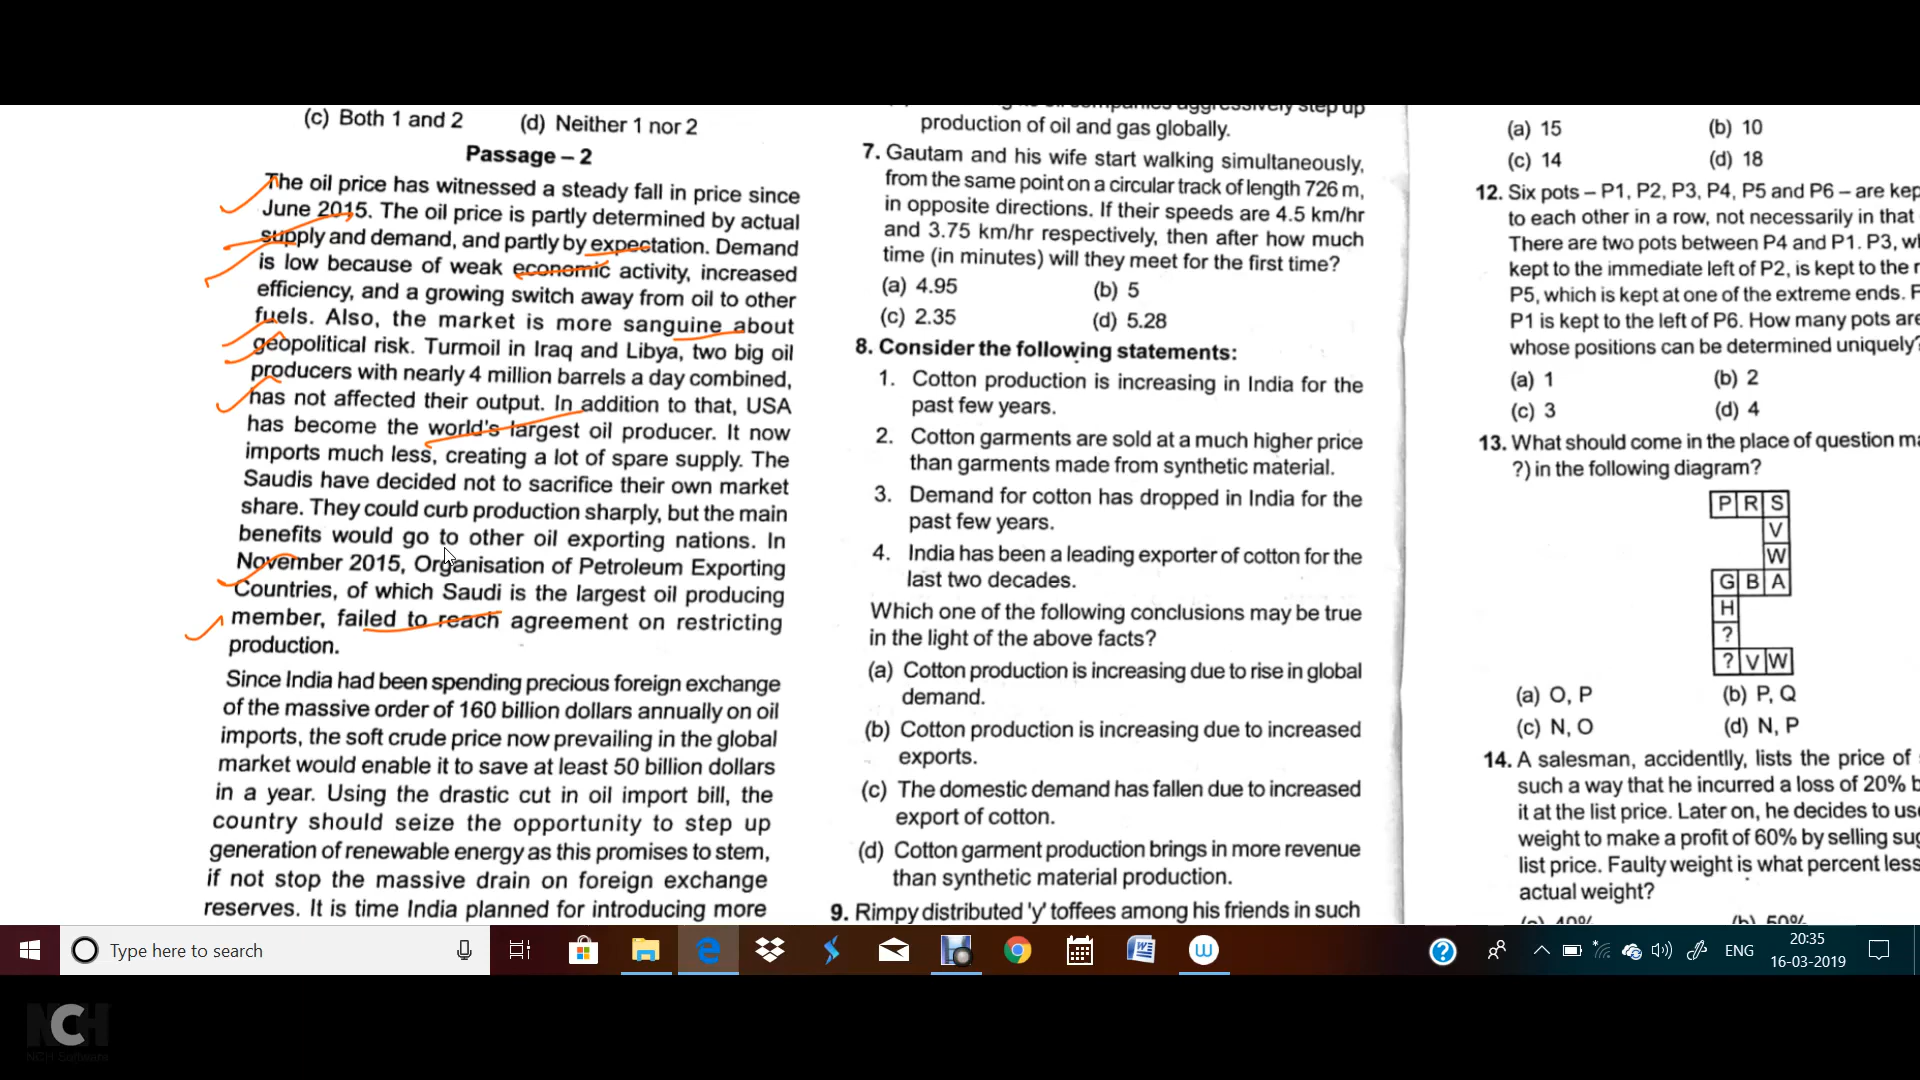 (c) Both 1 and 2 (d) Neither 1 nor 2
Passage – 2
The oil price has witnessed a steady fall in price since
June 2015. The oil price is partly determined by actual
supply and demand, and partly by expectation. Demand
is low because of weak economic activity, increased
efficiency, and a growing switch away from oil to other
fuels. Also, the market is more sanguine about
geopolitical risk. Turmoil in Iraq and Libya, two big oil
producers with nearly 4 million barrels a day combined,
has not affected their output. In addition to that, USA
has become the world's largest oil producer. It now
imports much less, creating a lot of spare supply. The
Saudis have decided not to sacrifice their own market
share. They could curb production sharply, but the main
benefits would go to other oil exporting nations. In
November 2015, Organisation of Petroleum Exporting
Countries, of which Saudi is the largest oil producing
member, failed to reach agreement on restricting
production.
Since India had been spending precious foreign exchange
of the massive order of 160 billion dollars annually on oil
imports, the soft crude price now prevailing in the global
market would enable it to save at least 50 billion dollars
in a year. Using the drastic cut in oil import bill, the
country should seize the opportunity to step up
generation of renewable energy as this promises to stem,
if not stop the massive drain on foreign exchange
reserves. It is time India planned for introducing more
companies aggressively step up
production of oil and gas globally.
7. Gautam and his wife start walking simultaneously,
from the same point on a circular track of length 726 m,
in opposite directions. If their speeds are 4.5 km/hr
and 3.75 km/hr respectively, then after how much
time (in minutes) will they meet for the first time?
(a) 4.95 (b) 5
(c) 2.35 (d) 5.28
8. Consider the following statements:
1. Cotton production is increasing in India for the
past few years.
2. Cotton garments are sold at a much higher price
than garments made from synthetic material.
3. Demand for cotton has dropped in India for the
past few years.
4. India has been a leading exporter of cotton for the
last two decades.
Which one of the following conclusions may be true
in the light of the above facts?
(a) Cotton production is increasing due to rise in global
demand.
(b) Cotton production is increasing due to increased
exports.
(c) The domestic demand has fallen due to increased
export of cotton.
(d) Cotton garment production brings in more revenue
than synthetic material production.
9. Rimpy distributed 'y' toffees among his friends in such
(a) 15 (b) 10
(c) 14 (d) 18
12. Six pots – P1, P2, P3, P4, P5 and P6 – are kep
to each other in a row, not necessarily in that
There are two pots between P4 and P1. P3, w
kept to the immediate left of P2, is kept to the r
P5, which is kept at one of the extreme ends. P
P1 is kept to the left of P6. How many pots are
whose positions can be determined uniquely?
(a) 1 (b) 2
(c) 3 (d) 4
13. What should come in the place of question ma
?) in the following diagram?
P R S
V
W
G B A
H
?
? V W
(a) O, P (b) P, Q
(c) N, O (d) N, P
14. A salesman, accidentlly, lists the price of
such a way that he incurred a loss of 20% b
it at the list price. Later on, he decides to us
weight to make a profit of 60% by selling sug
list price. Faulty weight is what percent less
actual weight?
(a) 40% (b) 50%
Type here to search
ENG
20:35
16-03-2019
NCH
NCH Software